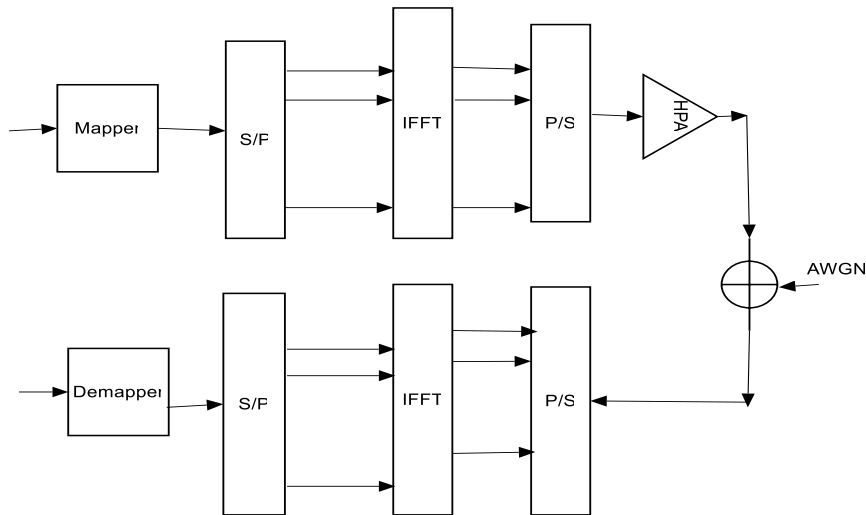 Mapper
S/P
IFFT
P/S
HPA
AWGN
Demapper
S/P
IFFT
P/S